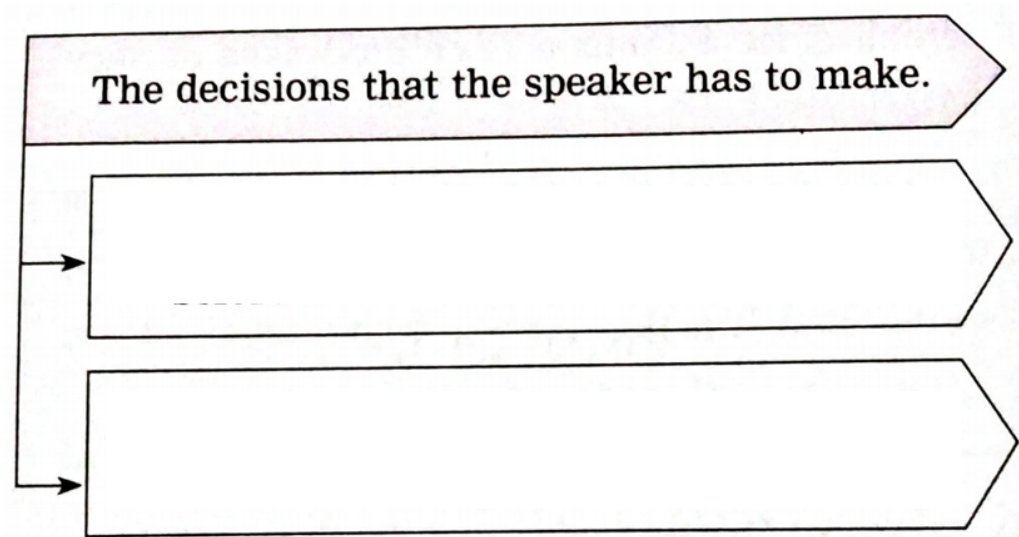 The decisions that the speaker has to make.